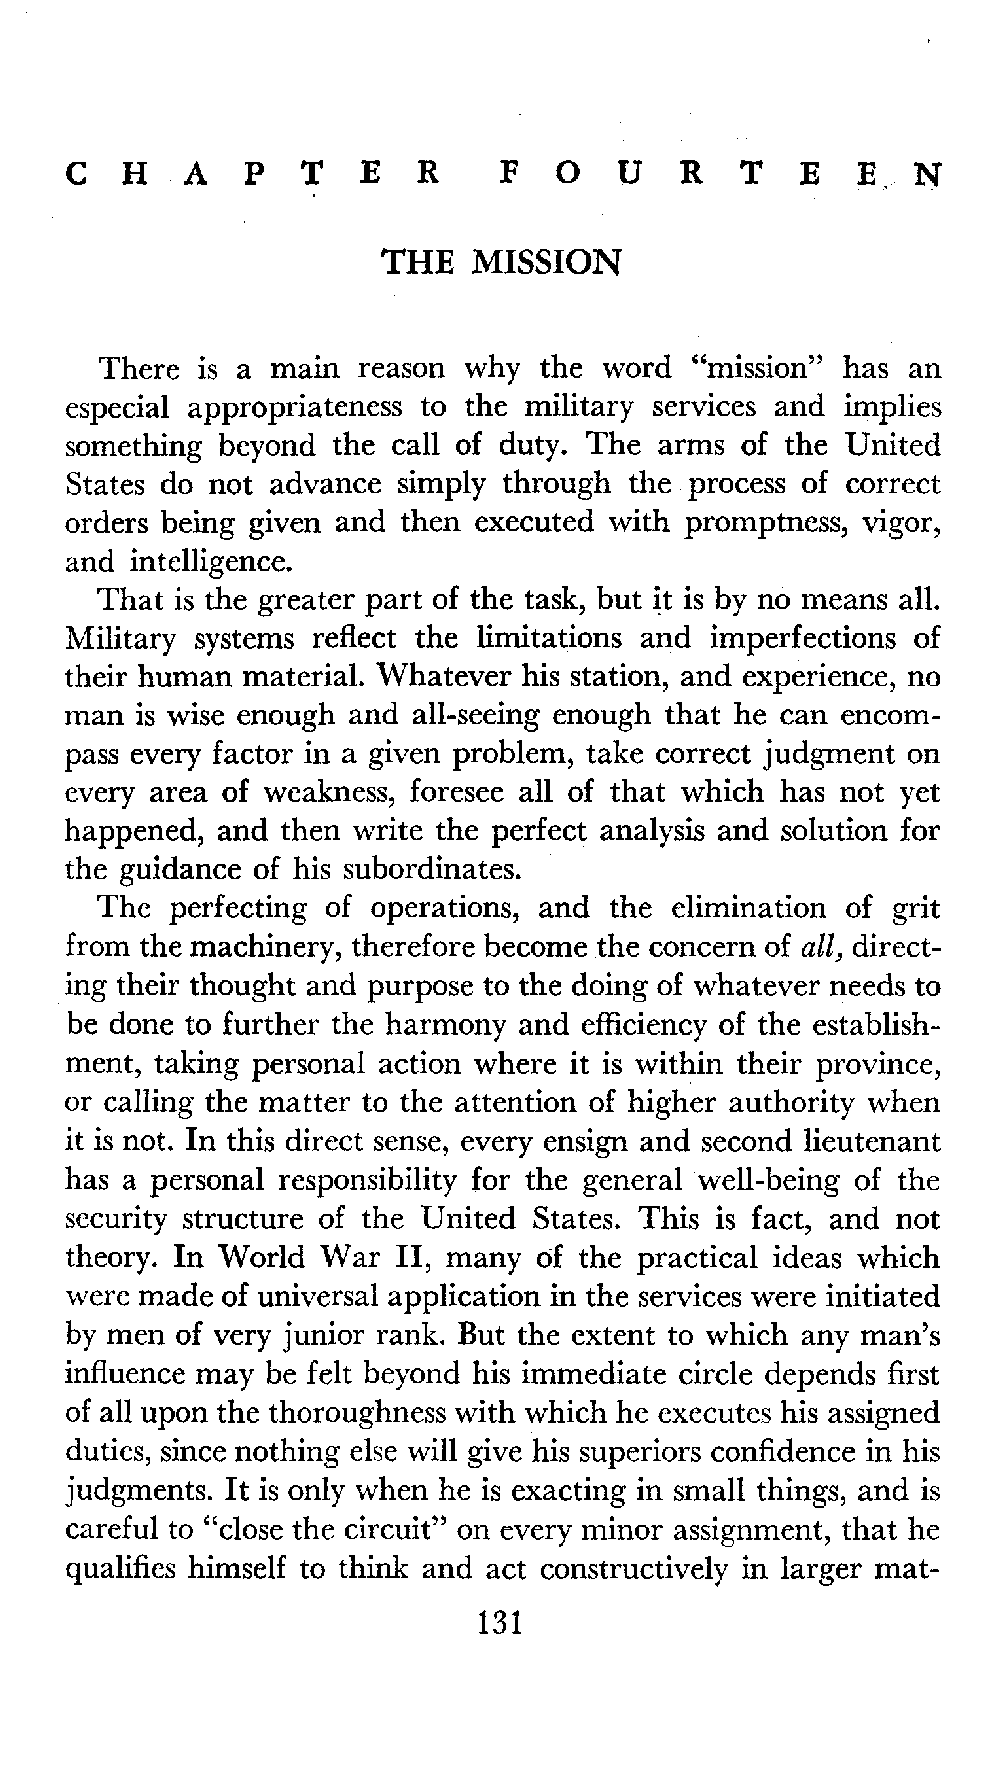 CHAPTER FOURTEEN
THE MISSION
There is a main reason why the word “mission” has an
especial appropriateness to the military services and implies
something beyond the call of duty. The arms of the United
States do not advance simply through the process of correct
orders being given and then executed with promptness, vigor,
and intelligence.
That is the greater part of the task, but it is by no means all.
Military systems reflect the limitations and imperfections of
their human material. Whatever his station, and experience, no
man is wise enough and all-seeing enough that he can encom-
pass every factor in a given problem, take correct judgment on
every area of weakness, foresee all of that which has not yet
happened, and then write the perfect analysis and solution for
the guidance of his subordinates.
The perfecting of operations, and the elimination of grit
from the machinery, therefore become the concern of all, direct-
ing their thought and purpose to the doing of whatever needs to
be done to further the harmony and efficiency of the establish-
ment, taking personal action where it is within their province,
or calling the matter to the attention of higher authority when
it is not. In this direct sense, every ensign and second lieutenant
has a personal responsibility for the general well-being of the
security structure of the United States. This is fact, and not
theory. In World War II, many of the practical ideas which
were made of universal application in the services were initiated
by men of very junior rank. But the extent to which any man’s
influence may be felt beyond his immediate circle depends first
of all upon the thoroughness with which he executes his assigned
duties, since nothing else will give his superiors confidence in his
judgments. It is only when he is exacting in small things, and is
careful to “close the circuit” on every minor assignment, that he
qualifies himself to think and act constructively in larger mat-
131